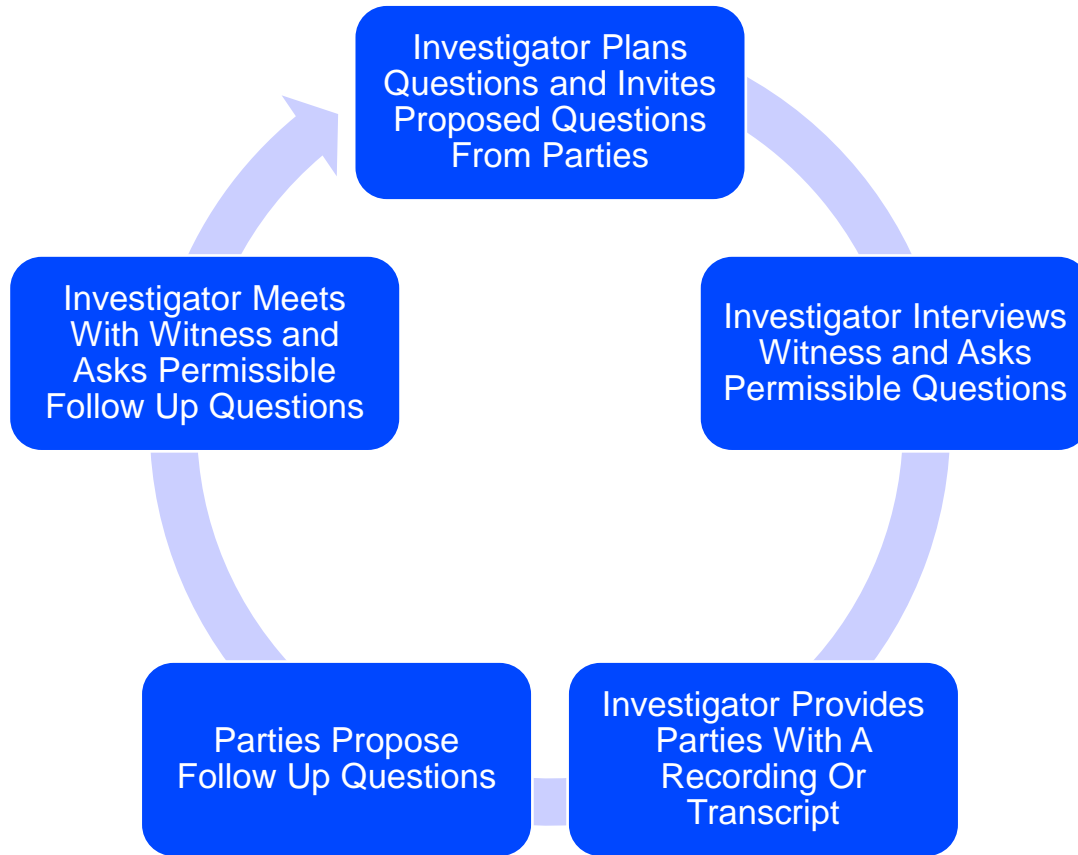 Investigator Plans
Questions and Invites
Proposed Questions
From Parties
Investigator Interviews
Witness and Asks
Permissible Questions
Investigator Provides
Parties With A
Recording Or
Transcript
Parties Propose
Follow Up Questions
Investigator Meets
With Witness and
Asks Permissible
Follow Up Questions